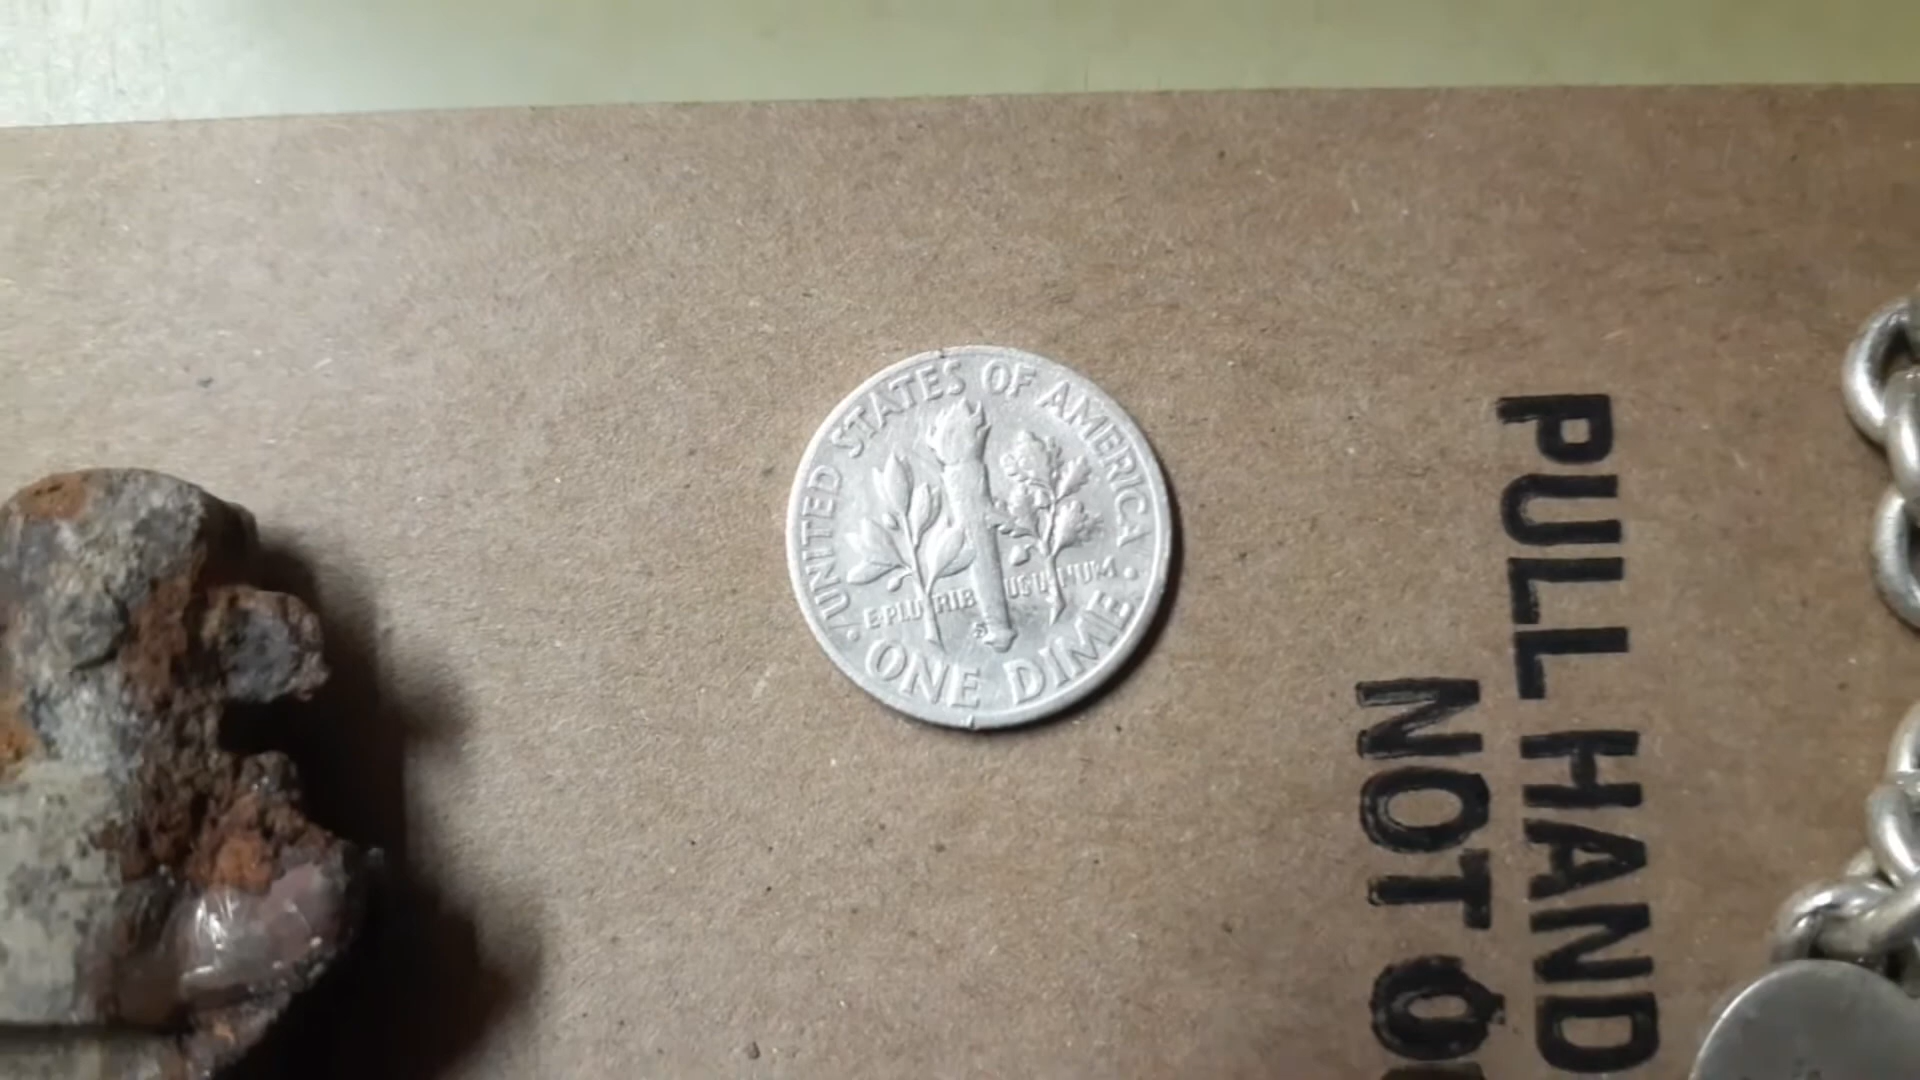 UNITED STATES OF AMERICA
E PLURIBUS UNUM
S
ONE DIME
PULL HAND
NOT